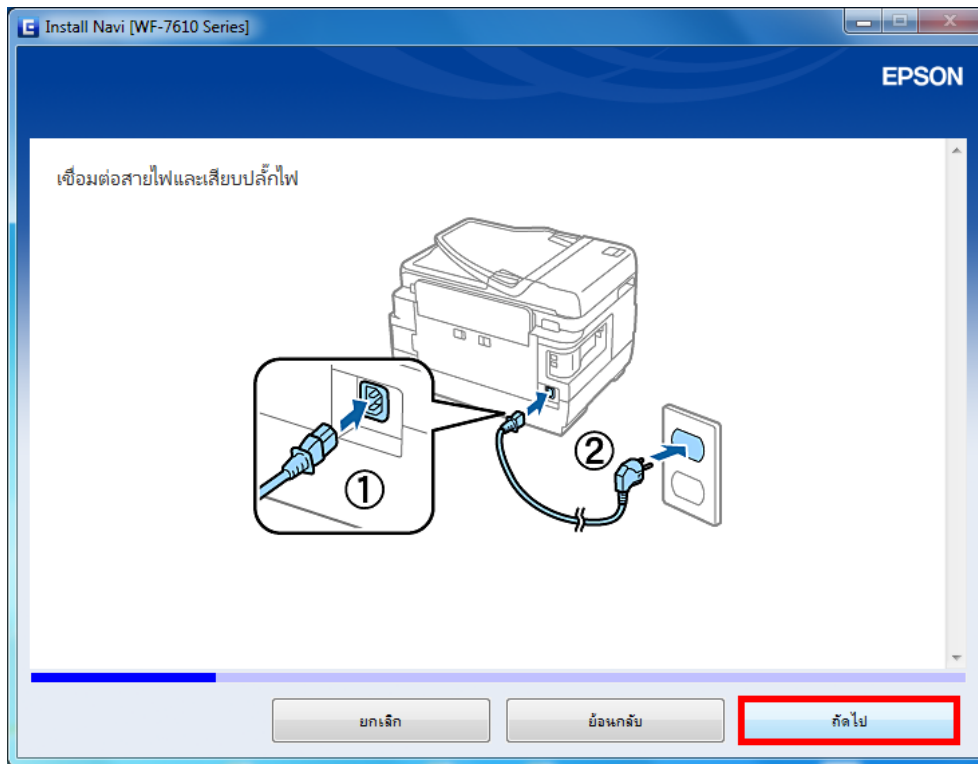 Install Navi [WF-7610 Series]
EPSON
เชื่อมต่อสายไฟและเสียบปลั๊กไฟ
①
②
ยกเลิก
ย้อนกลับ
ถัดไป